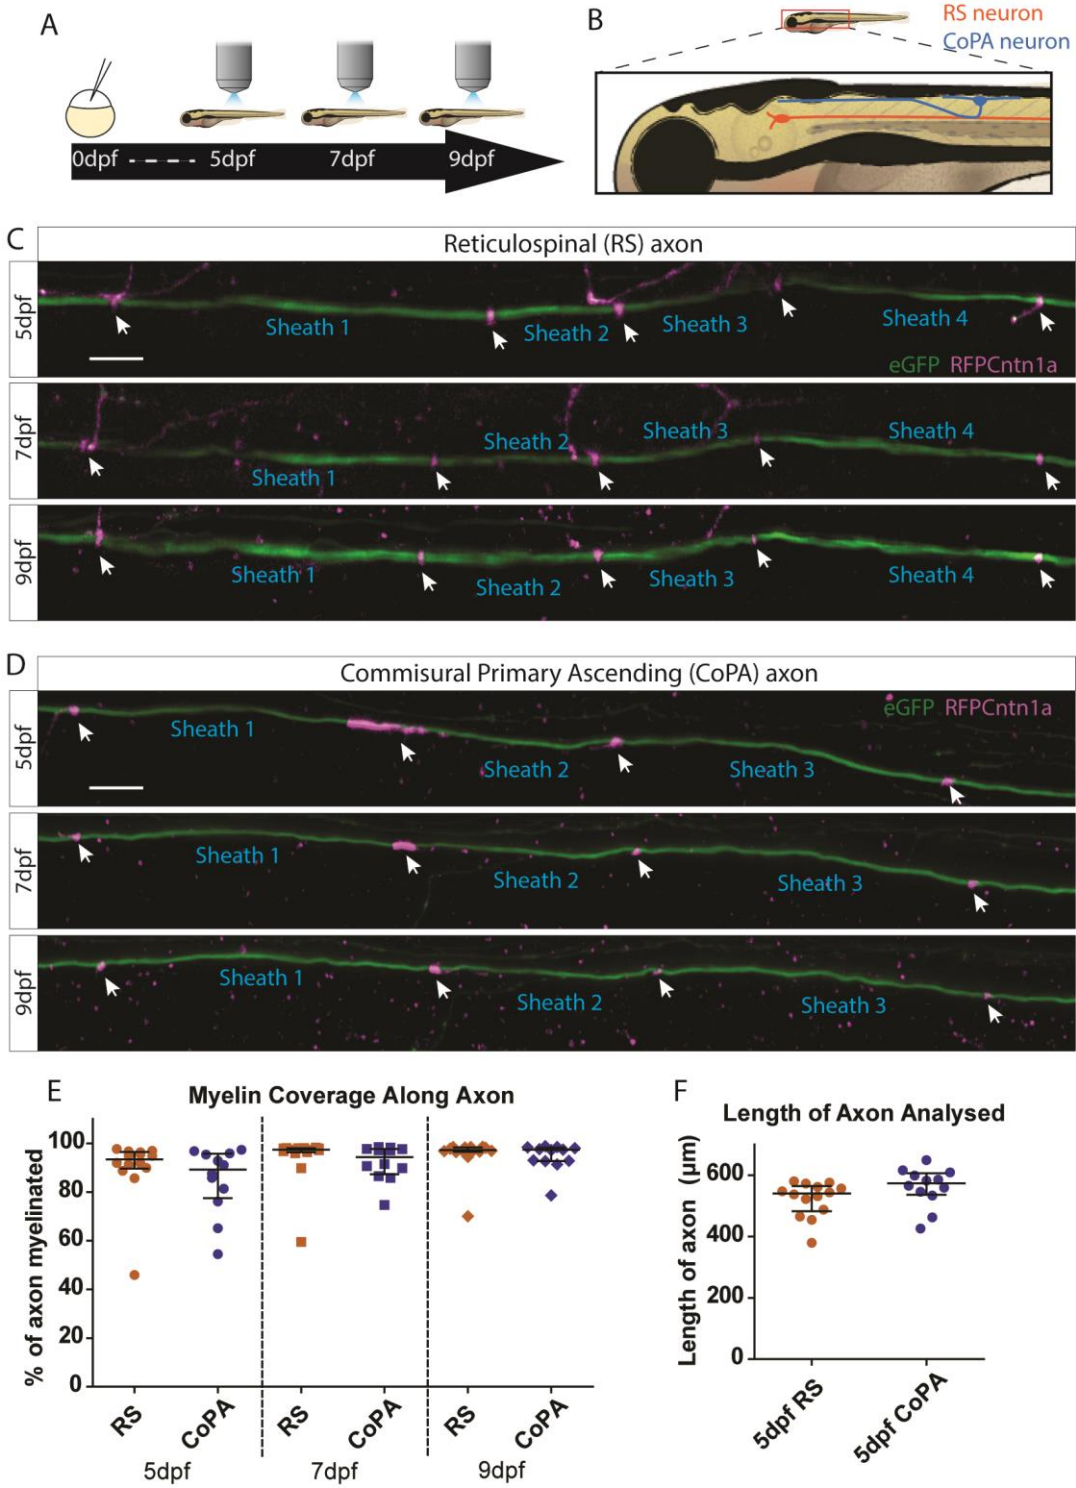 A
0dpf 5dpf 7dpf 9dpf
B
RS neuron
CoPA neuron
C
Reticulospinal (RS) axon
5dpf
Sheath 1 Sheath 2 Sheath 3 Sheath 4
eGFP RFPCntn1a
7dpf
Sheath 1 Sheath 2 Sheath 3 Sheath 4
9dpf
Sheath 1 Sheath 2 Sheath 3 Sheath 4
D
Commisural Primary Ascending (CoPA) axon
5dpf
eGFP RFPCntn1a
Sheath 1 Sheath 2 Sheath 3
7dpf
Sheath 1 Sheath 2 Sheath 3
9dpf
Sheath 1 Sheath 2 Sheath 3
E
Myelin Coverage Along Axon
% of axon myelinated
100
80
60
40
20
0
RS CoPA RS CoPA RS CoPA
5dpf 7dpf 9dpf
F
Length of Axon Analysed
Length of axon (µm)
600
400
200
0
5dpf RS 5dpf CoPA